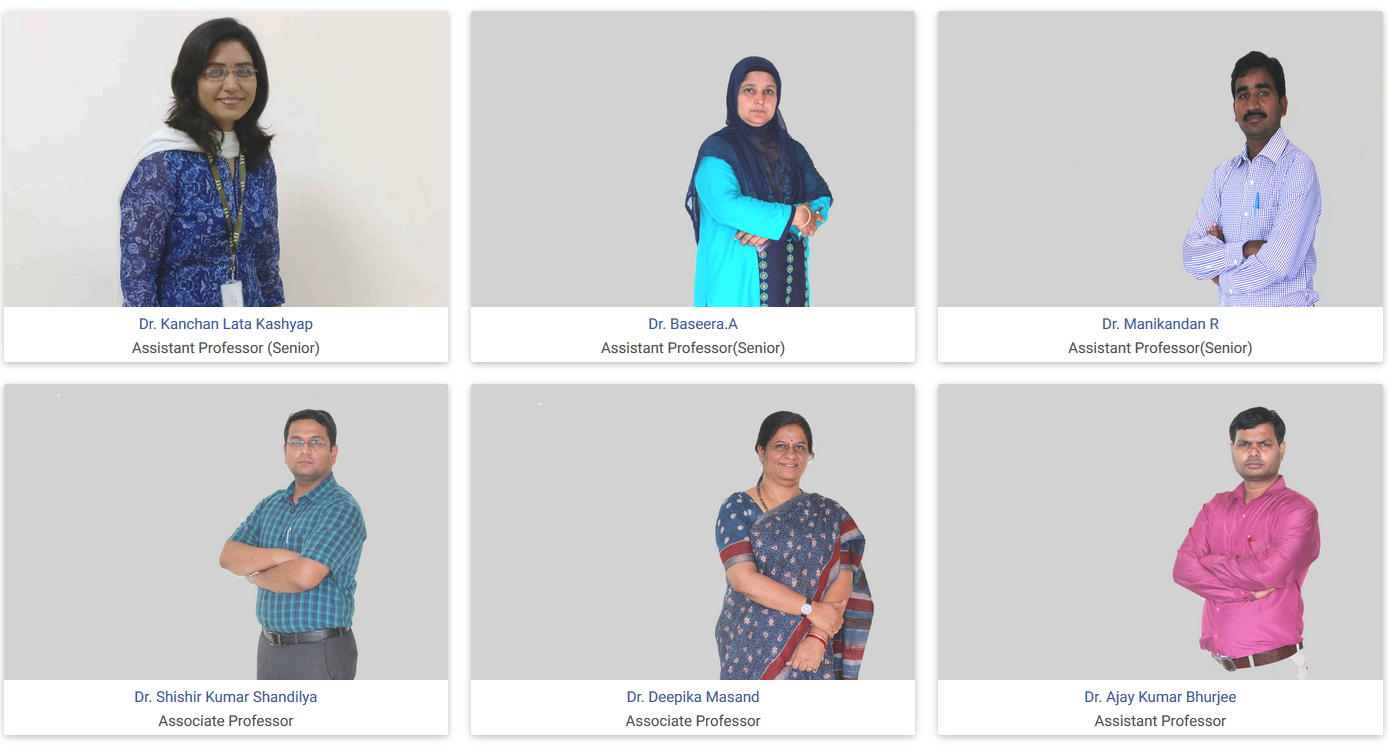 Dr. Kanchan Lata Kashyap
Assistant Professor (Senior)
Dr. Baseera.A
Assistant Professor(Senior)
Dr. Manikandan R
Assistant Professor(Senior)
Dr. Shishir Kumar Shandilya
Associate Professor
Dr. Deepika Masand
Associate Professor
Dr. Ajay Kumar Bhurjee
Assistant Professor